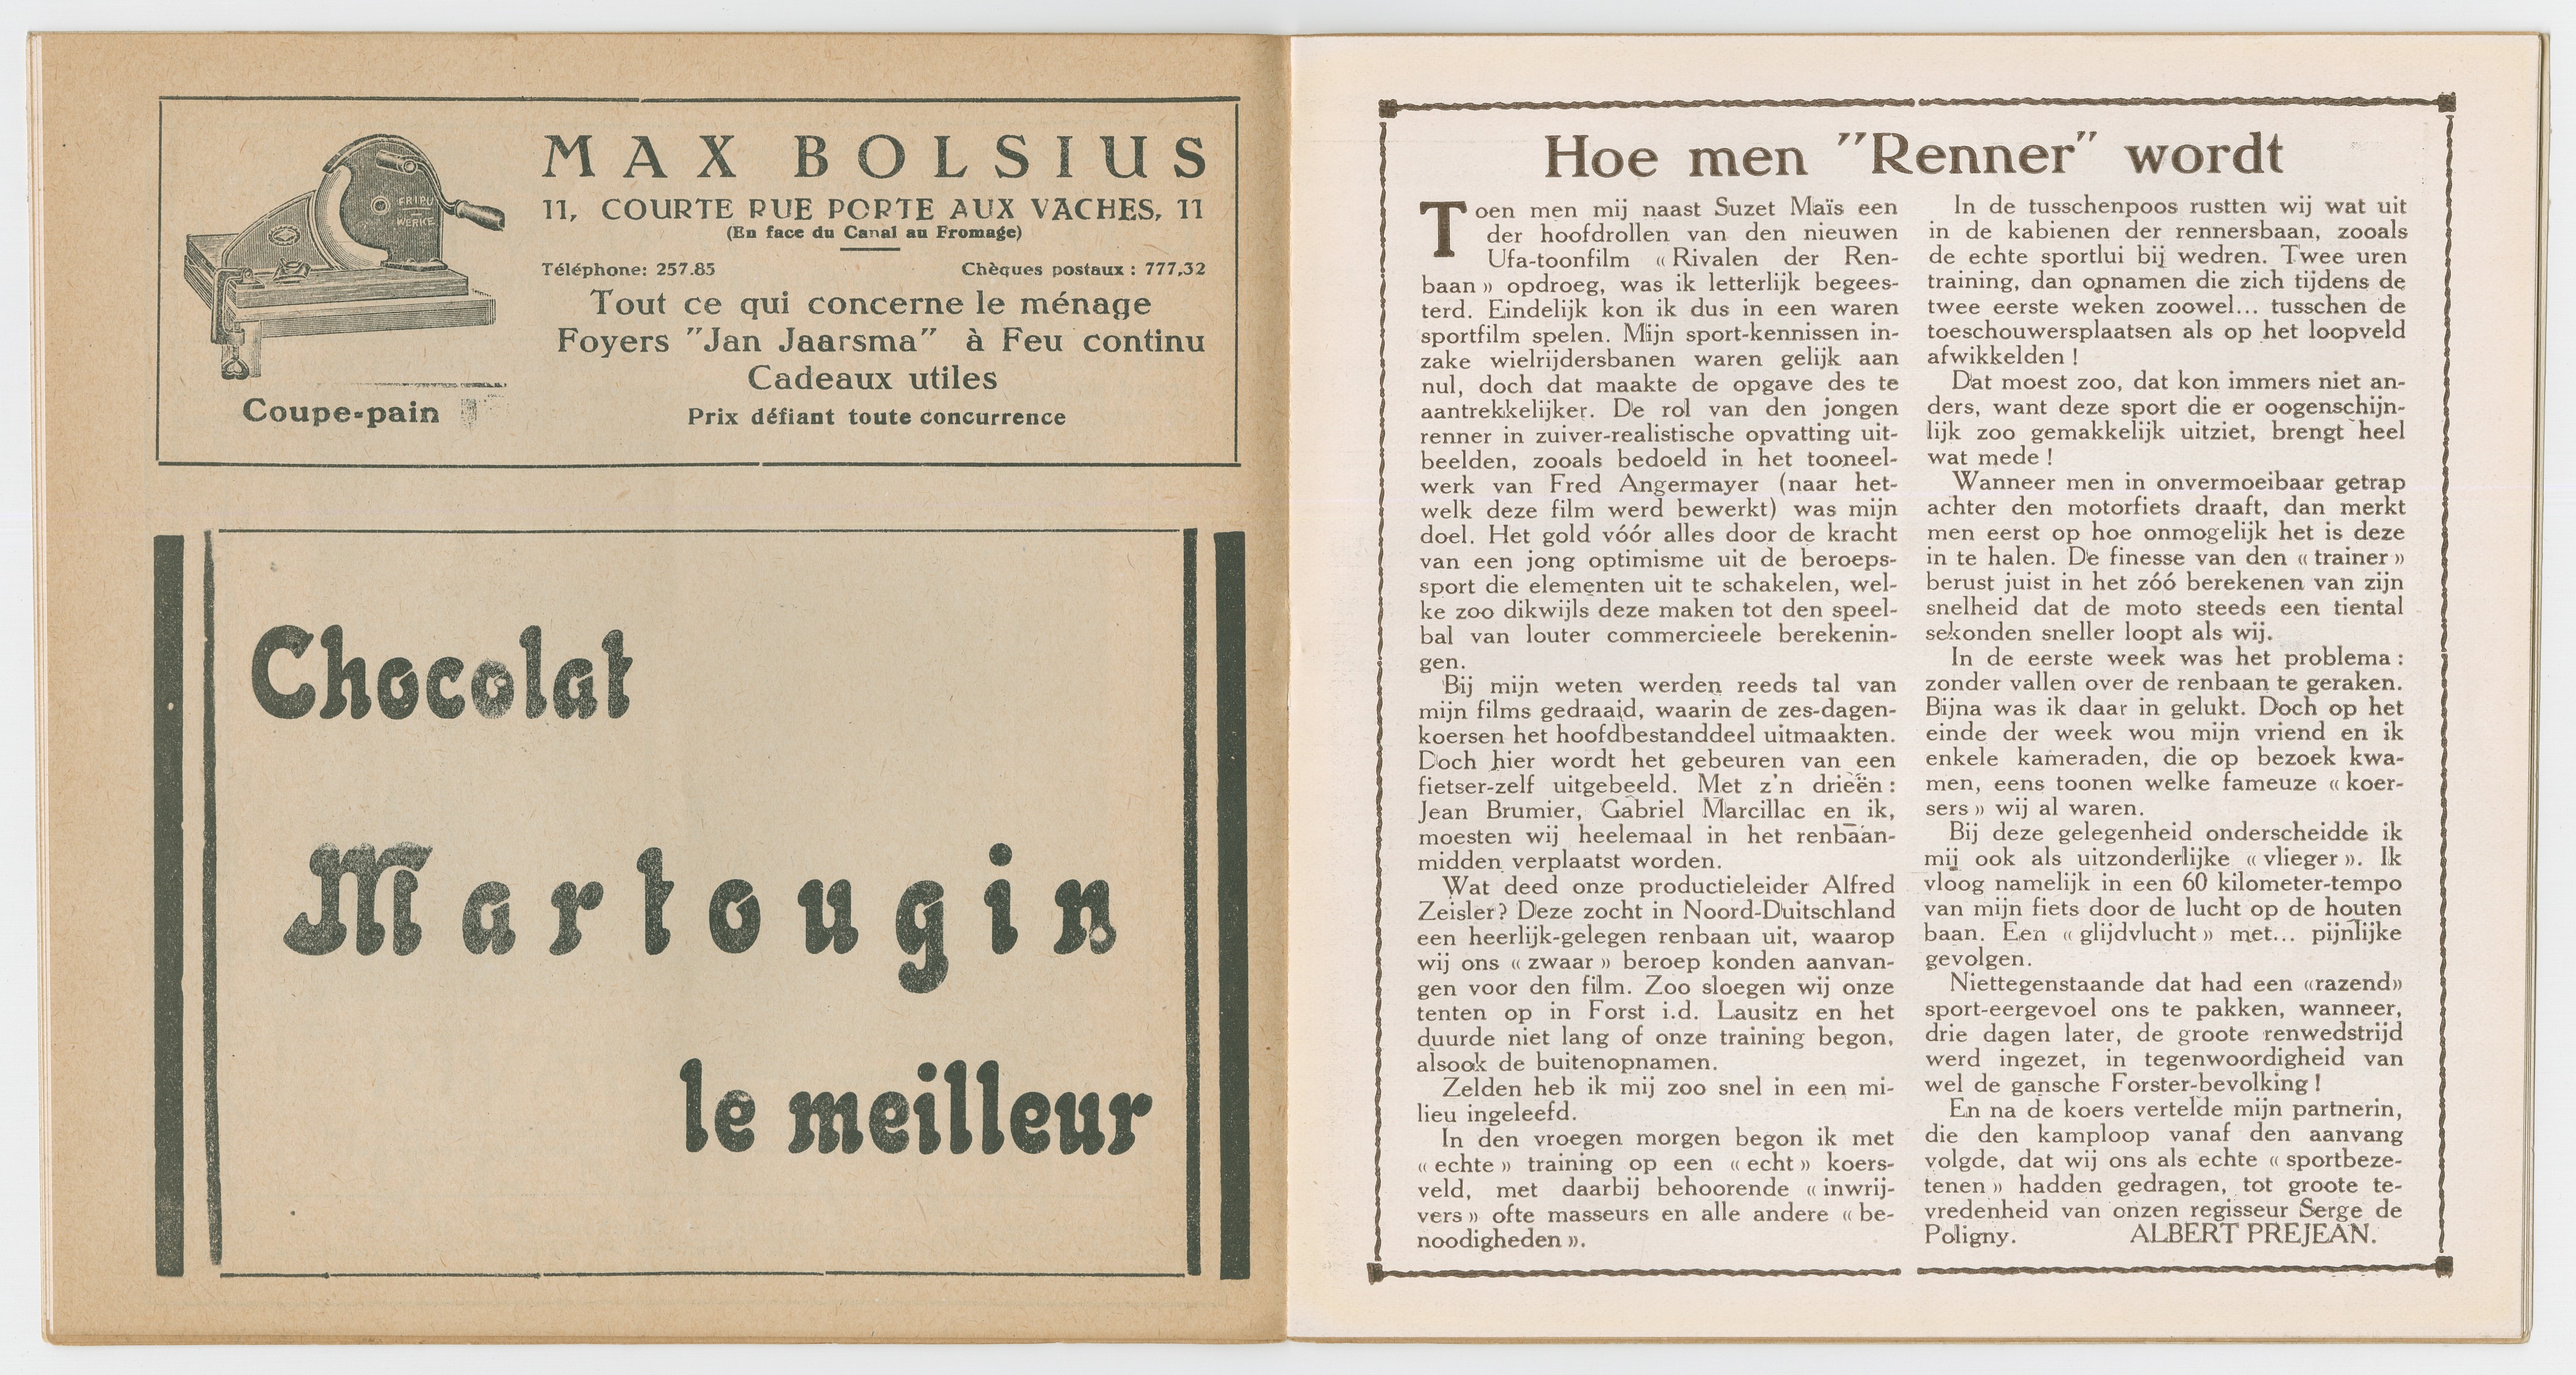 MAX BOLSIUS
11, COURTE RUE PORTE AUX VACHES, 11
(En face du Canal au Fromage)
Téléphone: 257.85 Chèques postaux : 777,32
Tout ce qui concerne le ménage
Foyers "Jan Jaarsma" à Feu continu
Cadeaux utiles
Prix défiant toute concurrence
FRIPU
WERKE
Coupe-pain
Chocolat
Martougin
le meilleur
Hoe men "Renner" wordt
Toen men mij naast Suzet Maïs een
der hoofdrollen van den nieuwen
Ufa-toonfilm « Rivalen der Ren-
baan » opdroeg, was ik letterlijk begees-
terd. Eindelijk kon ik dus in een waren
sportfilm spelen. Mijn sport-kennissen in-
zake wielrijdersbanen waren gelijk aan
nul, doch dat maakte de opgave des te
aantrekkelijker. De rol van den jongen
renner in zuiver-realistische opvatting uit-
beelden, zooals bedoeld in het tooneel-
werk van Fred Angermayer (naar het-
welk deze film werd bewerkt) was mijn
doel. Het gold vóór alles door de kracht
van een jong optimisme uit de beroeps-
sport die elementen uit te schakelen, wel-
ke zoo dikwijls deze maken tot den speel-
bal van louter commercieele berekenin-
gen.
Bij mijn weten werden reeds tal van
mijn films gedraaid, waarin de zes-dagen-
koersen het hoofdbestanddeel uitmaakten.
Doch hier wordt het gebeuren van een
fietser-zelf uitgebeeld. Met z'n drieën :
Jean Brumier, Gabriel Marcillac en ik,
moesten wij heelemaal in het renbaan-
midden verplaatst worden.
Wat deed onze productieleider Alfred
Zeisler? Deze zocht in Noord-Duitschland
een heerlijk-gelegen renbaan uit, waarop
wij ons « zwaar » beroep konden aanvan-
gen voor den film. Zoo sloegen wij onze
tenten op in Forst i.d. Lausitz en het
duurde niet lang of onze training begon,
alsook de buitenopnamen.
Zelden heb ik mij zoo snel in een mi-
lieu ingeleefd.
In den vroegen morgen begon ik met
« echte » training op een « echt » koers-
veld, met daarbij behoorende « inwrij-
vers » ofte masseurs en alle andere « be-
noodigheden ».
In de tusschenpoos rustten wij wat uit
in de kabienen der rennersbaan, zooals
de echte sportlui bij wedren. Twee uren
training, dan opnamen die zich tijdens de
twee eerste weken zoowel... tusschen de
toeschouwersplaatsen als op het loopveld
afwikkelden !
Dat moest zoo, dat kon immers niet an-
ders, want deze sport die er oogenschijn-
lijk zoo gemakkelijk uitziet, brengt heel
wat mede !
Wanneer men in onvermoeibaar getrap
achter den motorfiets draaft, dan merkt
men eerst op hoe onmogelijk het is deze
in te halen. De finesse van den « trainer »
berust juist in het zóó berekenen van zijn
snelheid dat de moto steeds een tiental
sekonden sneller loopt als wij.
In de eerste week was het problema :
zonder vallen over de renbaan te geraken.
Bijna was ik daar in gelukt. Doch op het
einde der week wou mijn vriend en ik
enkele kameraden, die op bezoek kwa-
men, eens toonen welke fameuze « koer-
sers » wij al waren.
Bij deze gelegenheid onderscheidde ik
mij ook als uitzonderlijke « vlieger ». Ik
vloog namelijk in een 60 kilometer-tempo
van mijn fiets door de lucht op de houten
baan. Een « glijdvlucht » met... pijnlijke
gevolgen.
Niettegenstaande dat had een «razend»
sport-eergevoel ons te pakken, wanneer,
drie dagen later, de groote renwedstrijd
werd ingezet, in tegenwoordigheid van
wel de gansche Forster-bevolking !
En na de koers vertelde mijn partnerin,
die den kamploop vanaf den aanvang
volgde, dat wij ons als echte « sportbeze-
tenen » hadden gedragen, tot groote te-
vredenheid van onzen regisseur Serge de
Poligny. ALBERT PREJEAN.